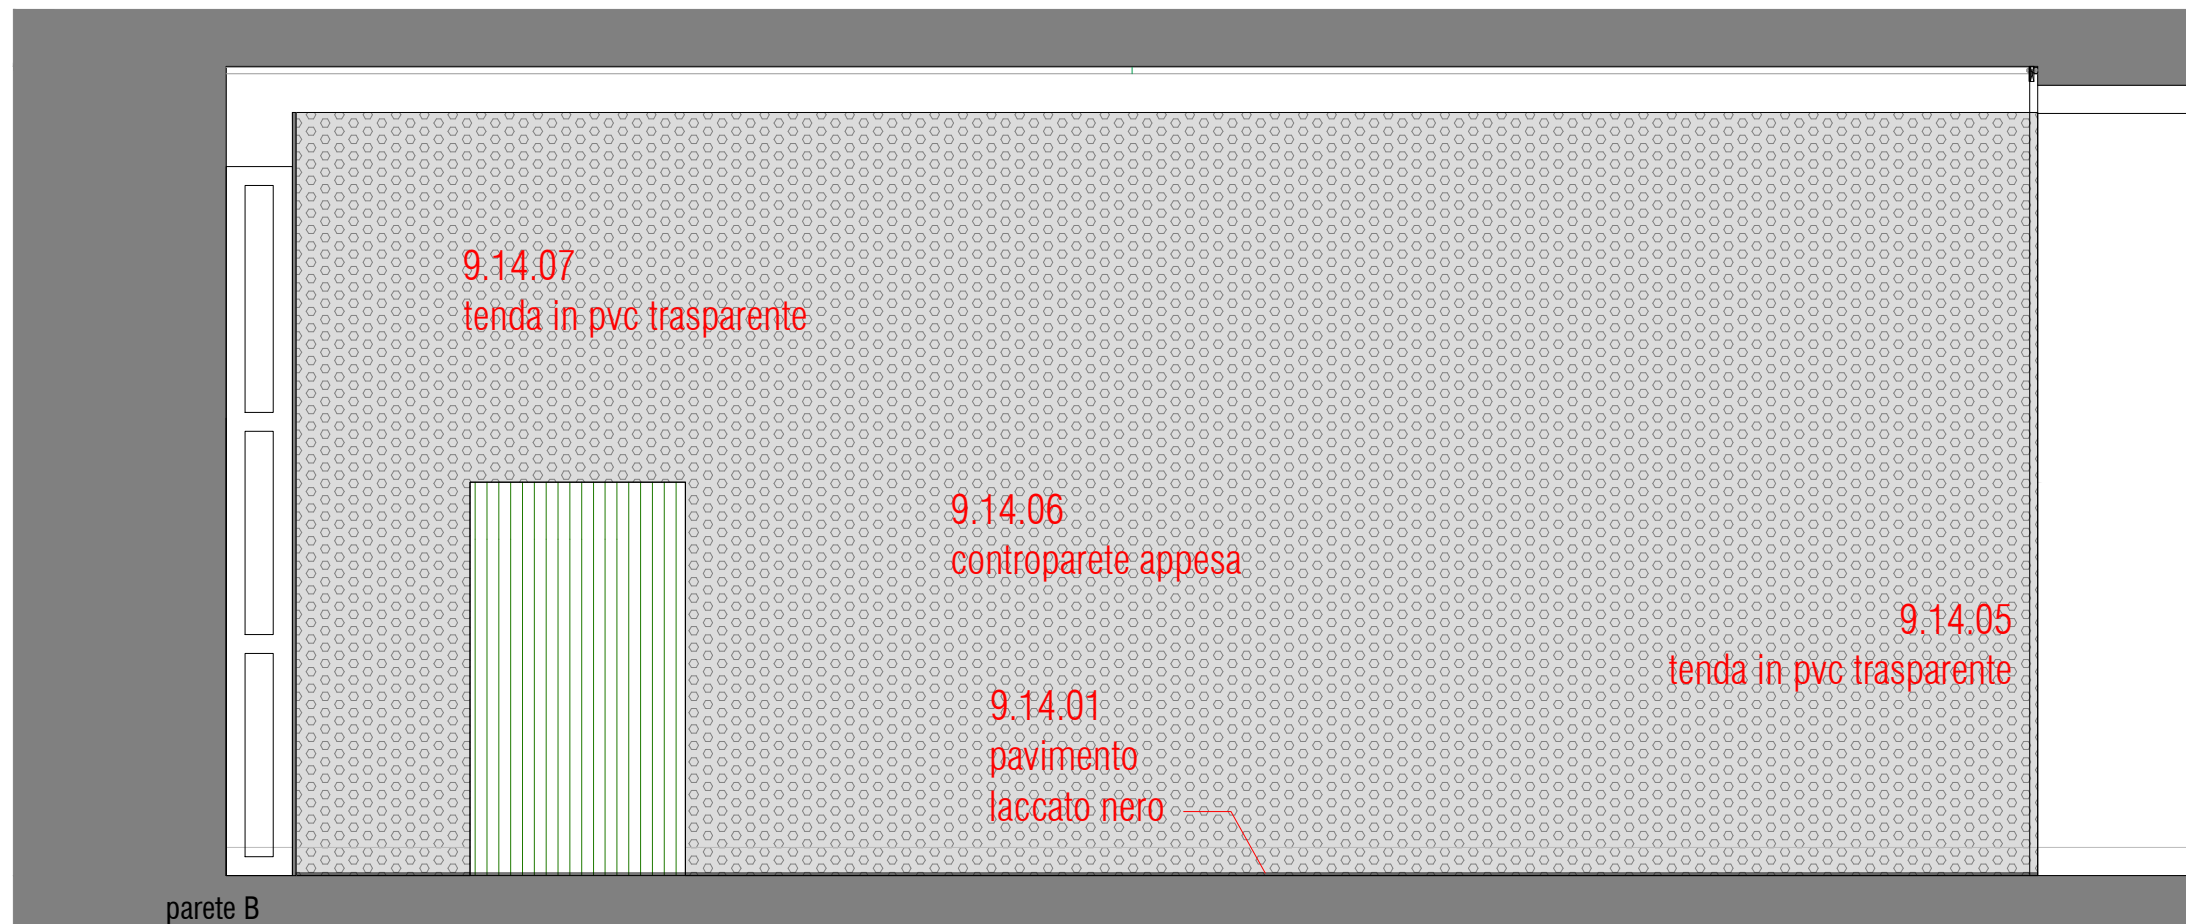 9.14.07
tenda in pvc trasparente
9.14.06
controparete appesa
9.14.05
tenda in pvc trasparente
9.14.01
pavimento
laccato nero
parete B